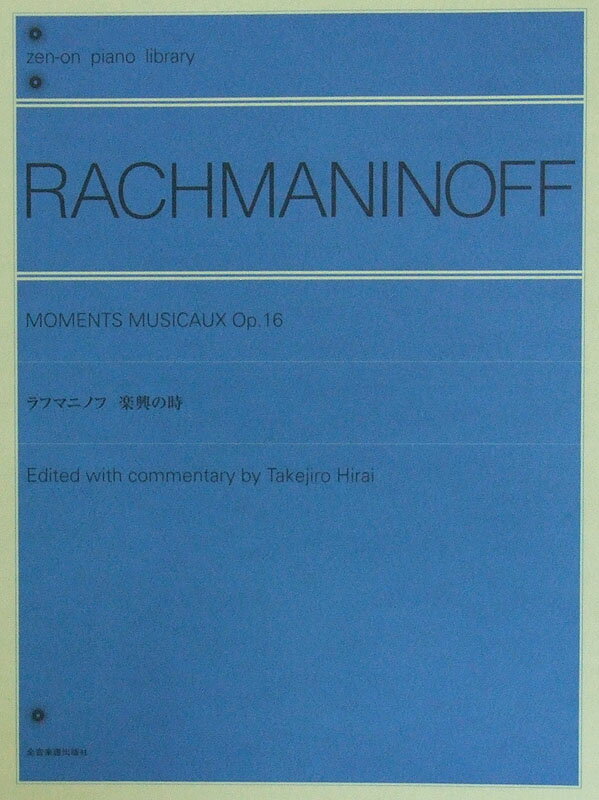 zen-on piano library
RACHMANINOFF
MOMENTS MUSICAUX Op.16
ラフマニノフ 楽興の時
Edited with commentary by Takejiro Hirai
全音楽譜出版社